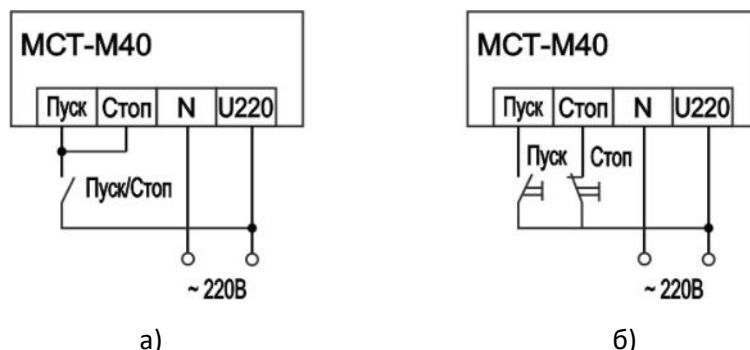 МСТ-М40
Пуск Стоп N U220
Пуск/Стоп
~ 220В
а)
МСТ-М40
Пуск Стоп N U220
Пуск Стоп
~ 220В
б)